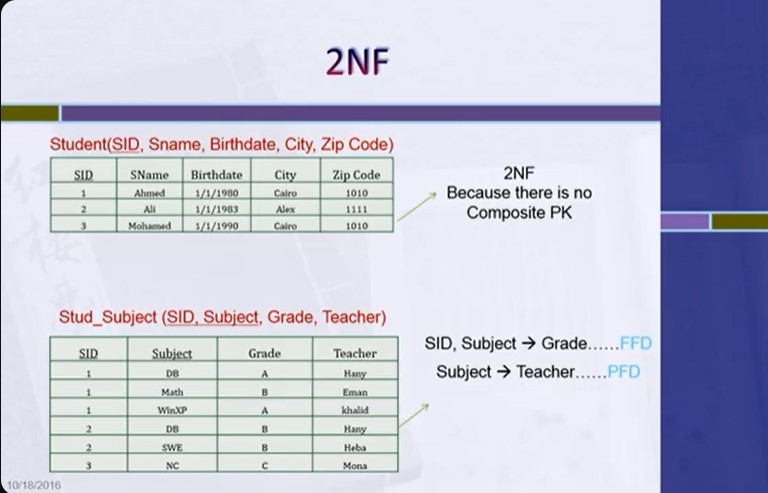 2NF
Student(SID, Sname, Birthdate, City, Zip Code)
SID SName Birthdate City Zip Code
1 Ahmed 1/1/1980 Cairo 1010
2 Ali 1/1/1983 Alex 1111
3 Mohamed 1/1/1990 Cairo 1010
2NF
Because there is no
Composite PK
Stud_Subject (SID, Subject, Grade, Teacher)
SID Subject Grade Teacher
1 DB A Hany
1 Math B Eman
1 WinXP A khalid
2 DB B Hany
2 SWE B Heba
3 NC C Mona
SID, Subject → Grade......FFD
Subject → Teacher......PFD
10/18/2016